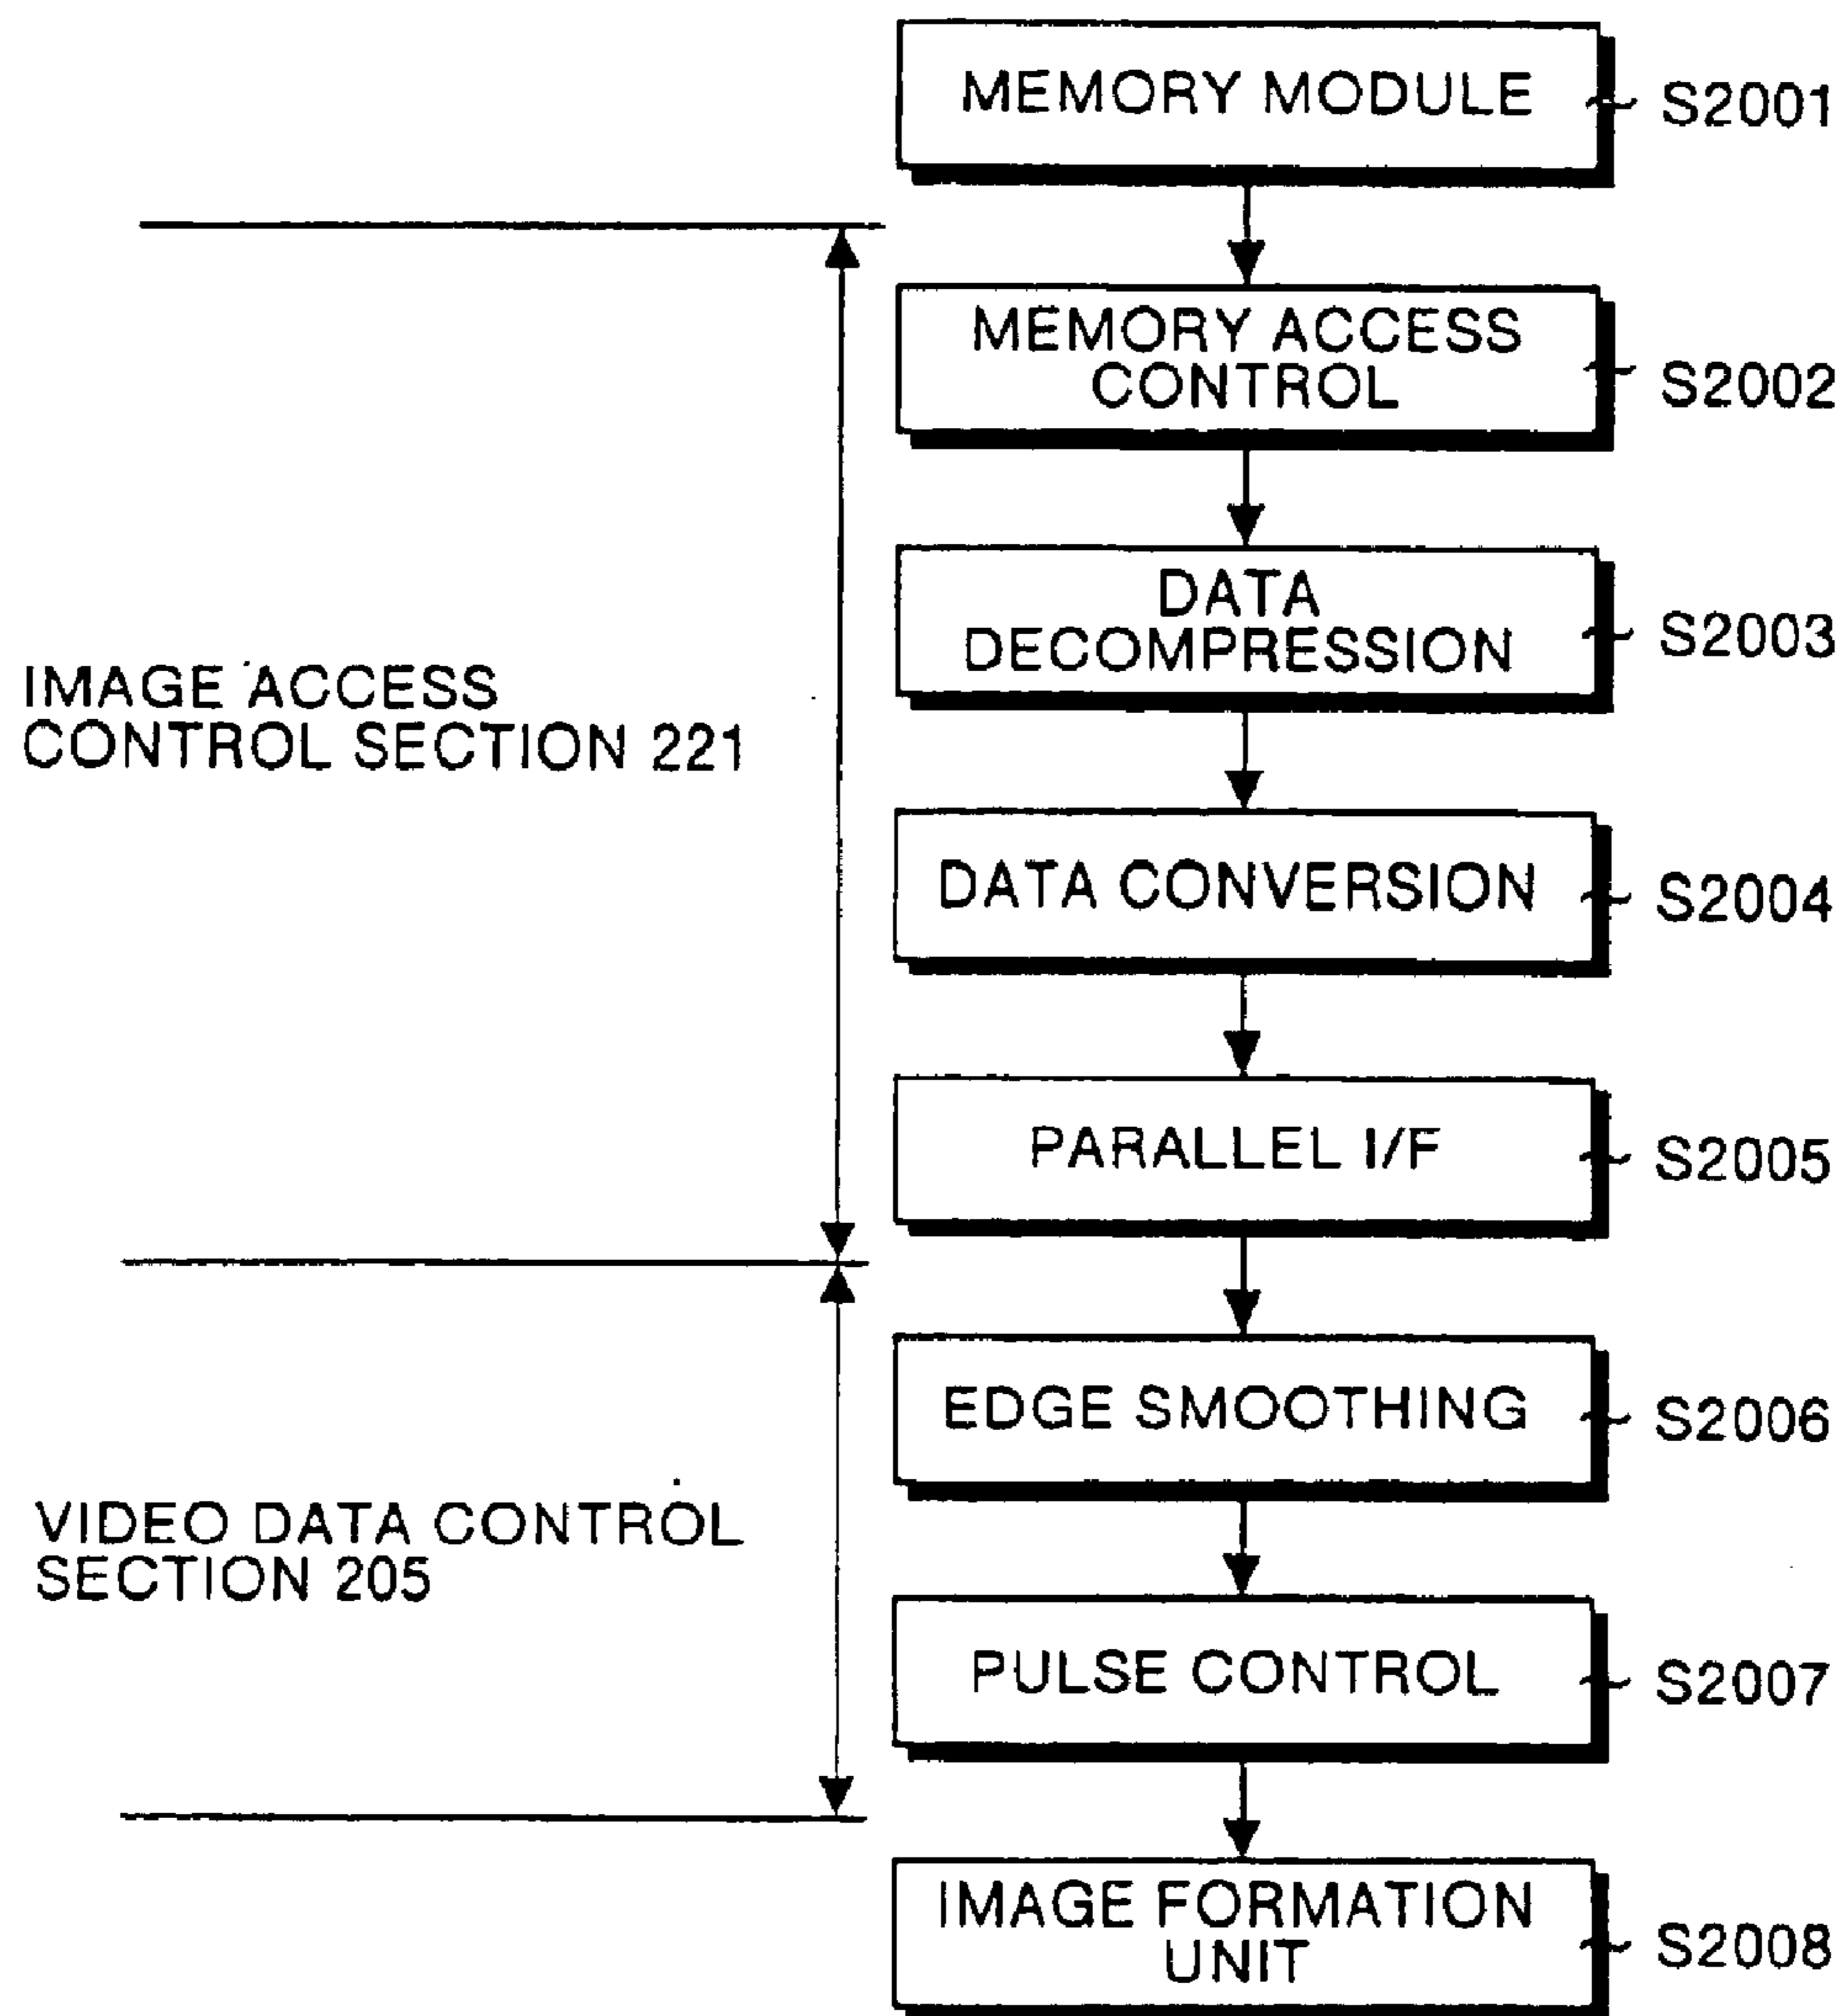 MEMORY MODULE
S2001
MEMORY ACCESS
CONTROL
S2002
DATA
DECOMPRESSION
S2003
IMAGE ACCESS
CONTROL SECTION 221
DATA CONVERSION
S2004
PARALLEL I/F
S2005
EDGE SMOOTHING
S2006
VIDEO DATA CONTROL
SECTION 205
PULSE CONTROL
S2007
IMAGE FORMATION
UNIT
S2008